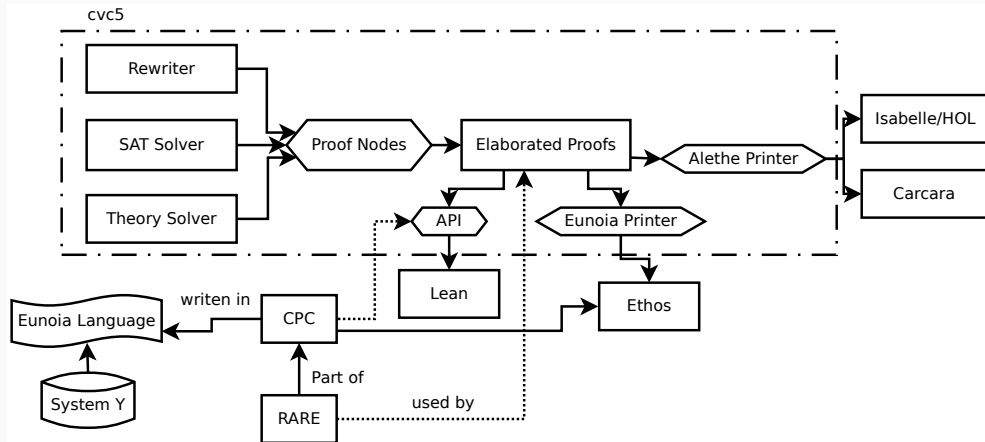 cvc5
Rewriter
SAT Solver
Theory Solver
Proof Nodes
Elaborated Proofs
Alethe Printer
Isabelle/HOL
Carcara
API
Eunoia Printer
Lean
Ethos
writen in
Eunoia Language
CPC
System Y
Part of
RARE
used by